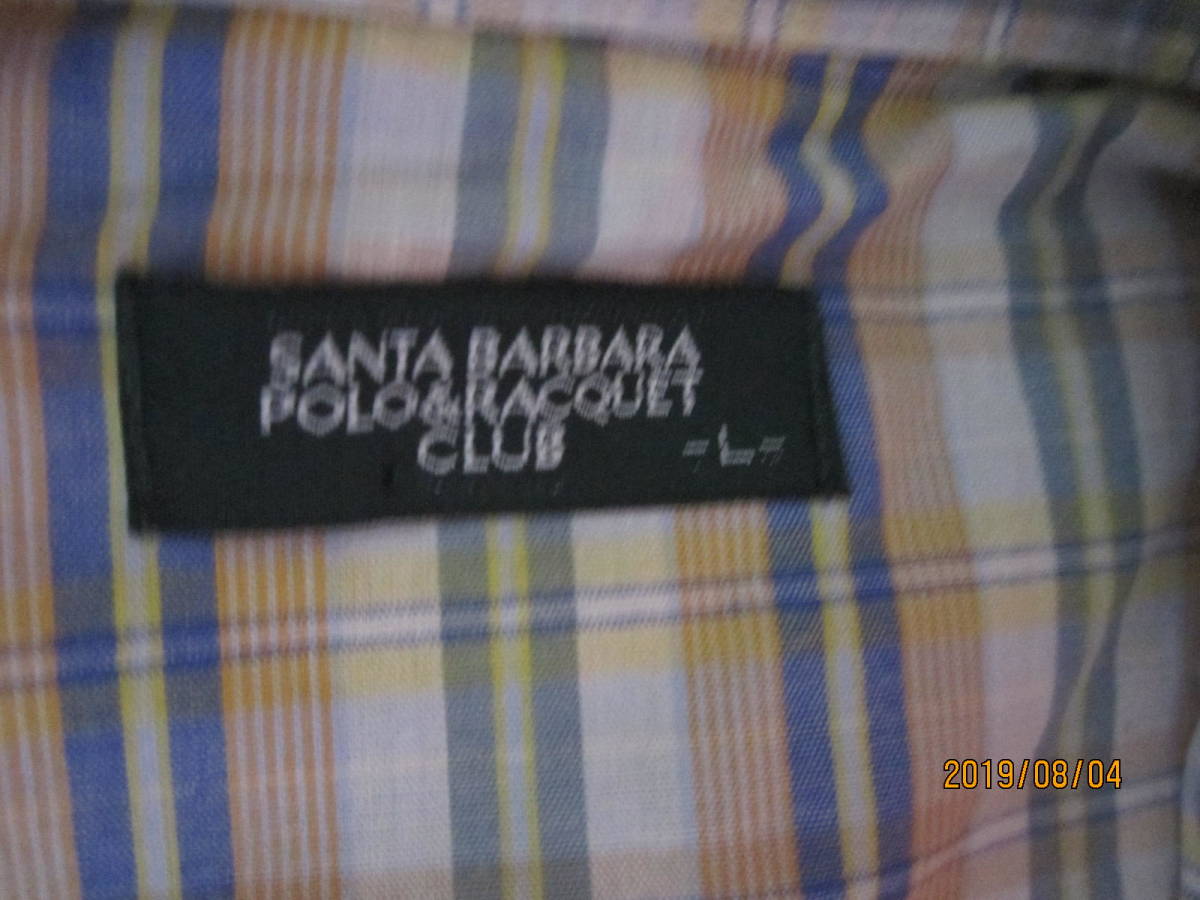 SANTA BARBARA
POLO&RACQUET
CLUB
-L-
2019/08/04